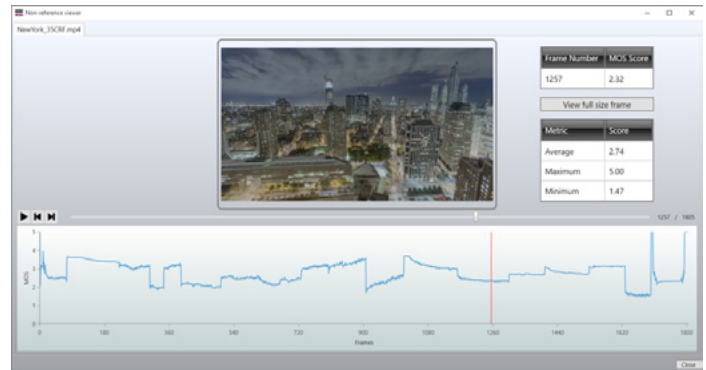 Non-reference viewer
NewYork_35CRF.mp4
Frame Number MOS Score
1257 2.32
View full size frame
Metric Score
Average 2.74
Maximum 5.00
Minimum 1.47
1257 / 1805
5
4
3
2
1
0
MOS
0 180 360 540 720 900 1080 1260 1440 1620 1800
Frames
Close